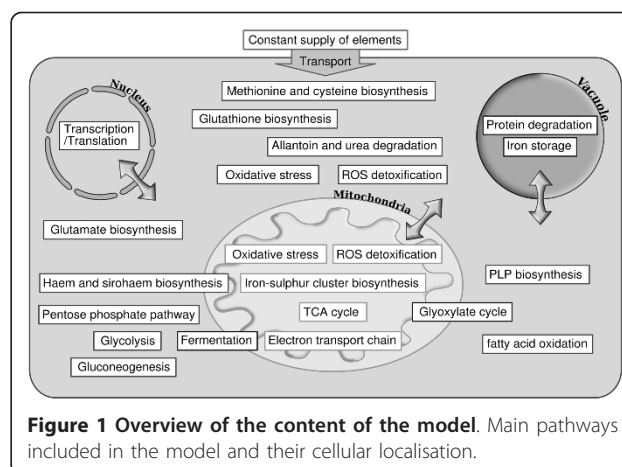 Constant supply of elements
Transport
Nucleus
Methionine and cysteine biosynthesis
Vacuole
Glutathione biosynthesis
Transcription
/Translation
Protein degradation
Allantoin and urea degradation
Iron storage
Oxidative stress
ROS detoxification
Mitochondria
Glutamate biosynthesis
Oxidative stress
ROS detoxification
PLP biosynthesis
Haem and sirohaem biosynthesis
Iron-sulphur cluster biosynthesis
Pentose phosphate pathway
TCA cycle
Glyoxylate cycle
Glycolysis
Fermentation
Electron transport chain
fatty acid oxidation
Gluconeogenesis
Figure 1 Overview of the content of the model. Main pathways
included in the model and their cellular localisation.